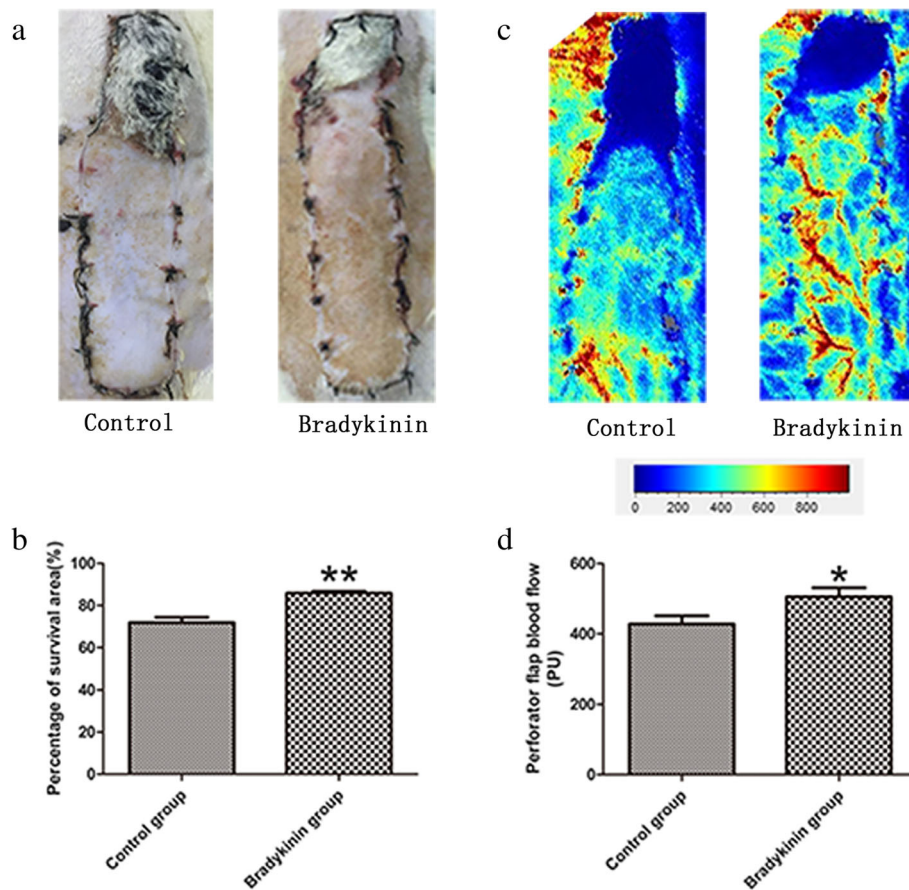 a
c
Control
Bradykinin
Control
Bradykinin
0 200 400 600 800
b
Percentage of survival area(%)
100
80
60
40
20
0
**
Control group
Bradykinin group
d
Perforator flap blood flow
(PU)
600
400
200
0
*
Control group
Bradykinin group